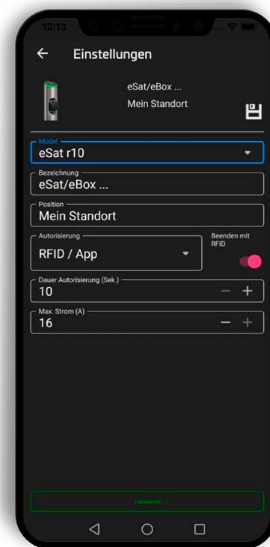 12:13
Einstellungen
eSat/eBox ...
Mein Standort
Model
eSat r10
Bezeichnung
eSat/eBox ...
Position
Mein Standort
Autorisierung
RFID / App
Beenden mit
RFID
Dauer Autorisierung (Sek.)
10
Max. Strom (A)
16